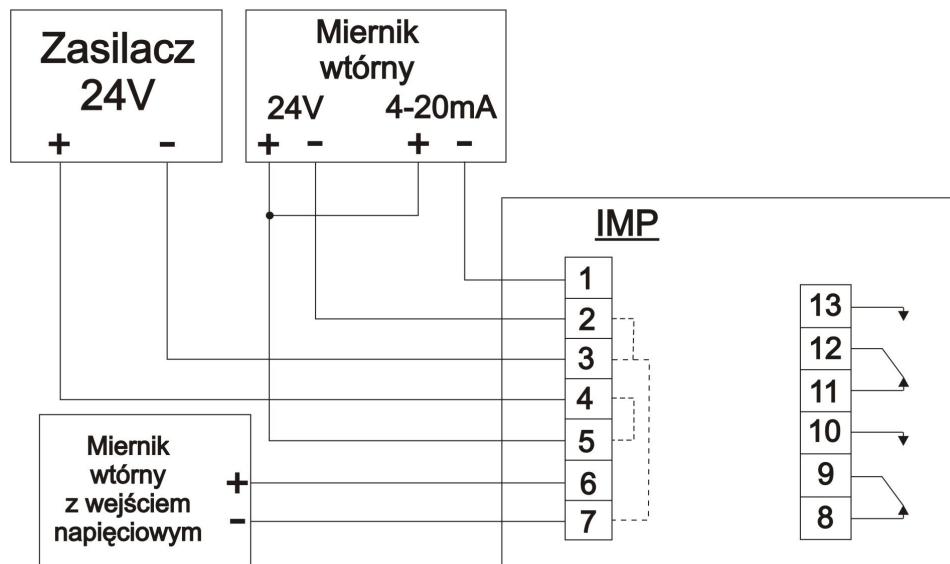 Zasilacz
24V
+ -
Miernik
wtórny
24V 4-20mA
+ - + -
IMP
1
2
3
4
5
6
7
13
12
11
10
9
8
Miernik
wtórny
z wejściem
napięciowym
+
-